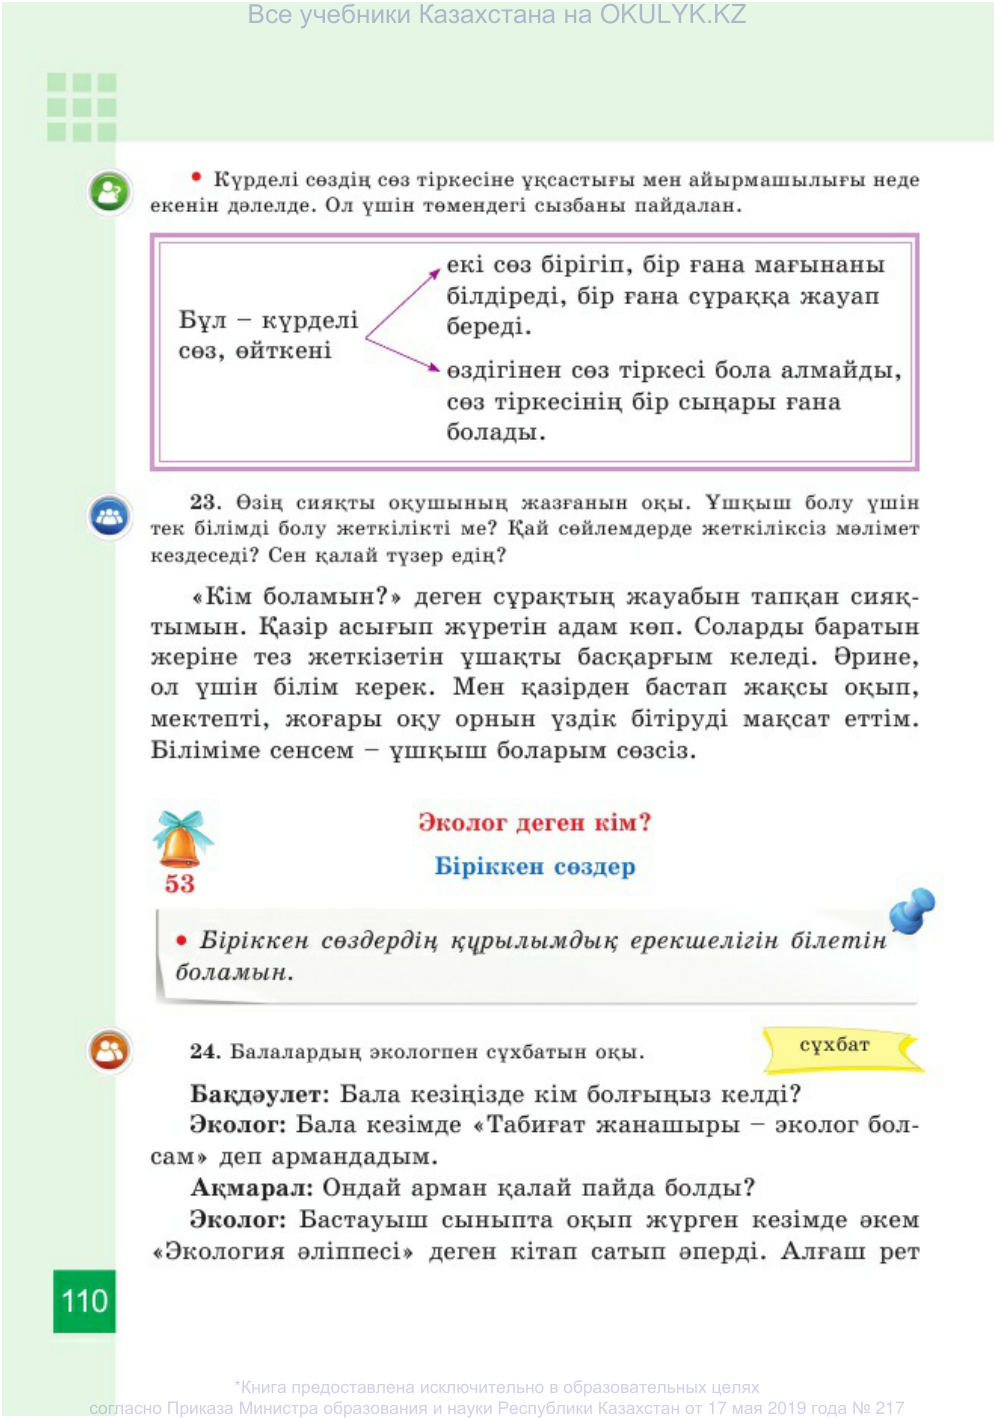 Все учебники Казахстана на OKULYK.KZ
• Күрделі сөздің сөз тіркесіне ұқсастығы мен айырмашылығы неде
екенін дәлелде. Ол үшін төмендегі сызбаны пайдалан.
Бұл – күрделі
сөз, өйткені
екі сөз бірігіп, бір ғана мағынаны
білдіреді, бір ғана сұраққа жауап
береді.
өздігінен сөз тіркесі бола алмайды,
сөз тіркесінің бір сыңары ғана
болады.
23. Өзің сияқты оқушының жазғанын оқы. Ұшқыш болу үшін
тек білімді болу жеткілікті ме? Қай сөйлемдерде жеткіліксіз мәлімет
кездеседі? Сен қалай түзер едің?
«Кім боламын?» деген сұрақтың жауабын тапқан сияқ-
тымын. Қазір асығып жүретін адам көп. Соларды баратын
жеріне тез жеткізетін ұшақты басқарғым келеді. Әрине,
ол үшін білім керек. Мен қазірден бастап жақсы оқып,
мектепті, жоғары оқу орнын үздік бітіруді мақсат еттім.
Біліміме сенсем – ұшқыш боларым сөзсіз.
53
Эколог деген кім?
Біріккен сөздер
• Біріккен сөздердің құрылымдық ерекшелігін білетін
боламын.
24. Балалардың экологпен сұхбатын оқы.
сұхбат
Бақдәулет: Бала кезіңізде кім болғыңыз келді?
Эколог: Бала кезімде «Табиғат жанашыры – эколог бол-
сам» деп армандадым.
Ақмарал: Ондай арман қалай пайда болды?
Эколог: Бастауыш сыныпта оқып жүрген кезімде әкем
«Экология әліппесі» деген кітап сатып әперді. Алғаш рет
110
*Книга предоставлена исключительно в образовательных целях
согласно Приказа Министра образования и науки Республики Казахстан от 17 мая 2019 года № 217